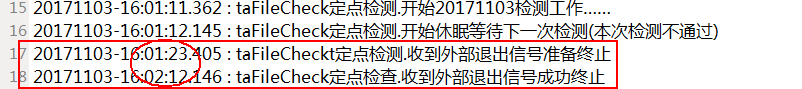 15 20171103-16:01:11.362 : taFileCheck定点检测.开始20171103检测工作......
16 20171103-16:01:12.145 : taFileCheck定点检测.开始休眠等待下一次检测(本次检测不通过)
17 20171103-16:01:23.405 : taFileCheckt定点检测.收到外部退出信号准备终止
18 20171103-16:02:12.146 : taFileCheck定点检查.收到外部退出信号成功终止